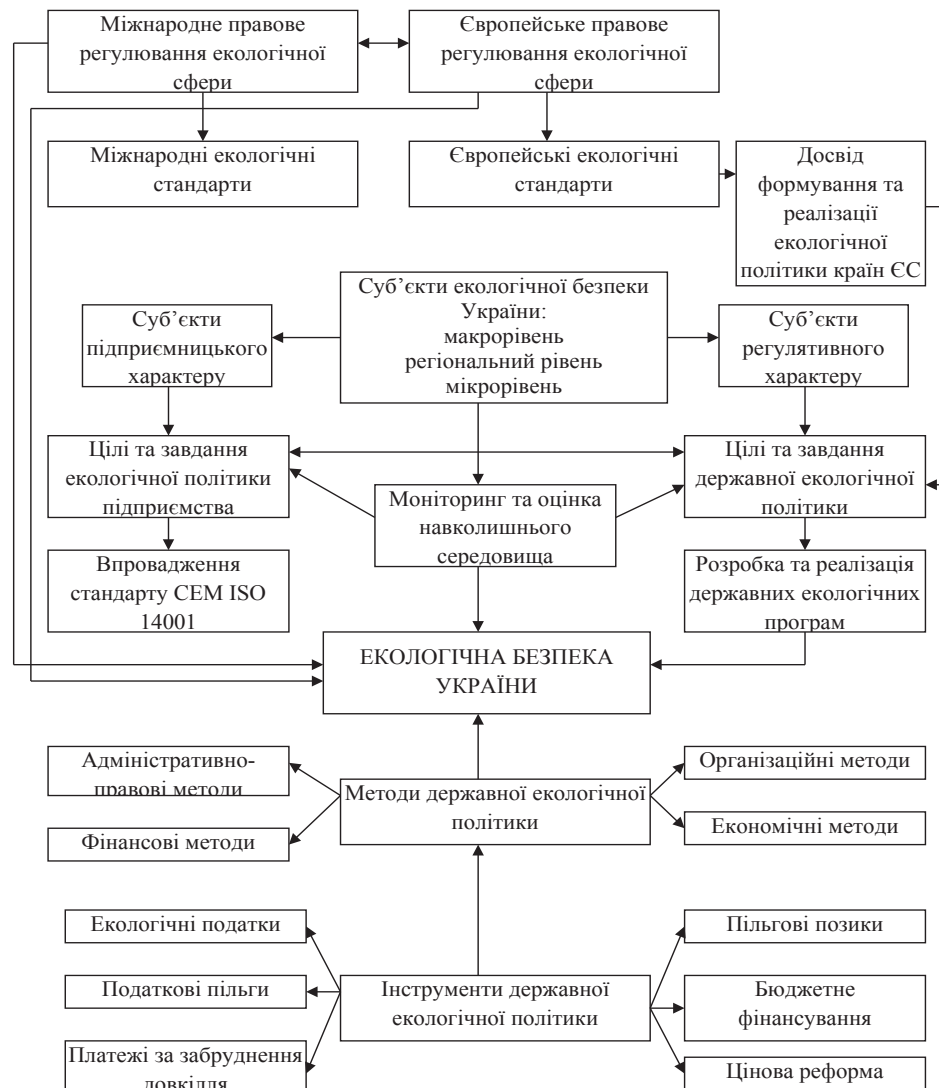 Міжнародне правове
регулювання екологічної
сфери
Європейське правове
регулювання екологічної
сфери
Міжнародні екологічні
стандарти
Європейські екологічні
стандарти
Досвід
формування та
реалізації
екологічної
політики країн ЄС
Суб’єкти екологічної безпеки
України:
макрорівень
регіональний рівень
мікрорівень
Суб’єкти
підприємницького
характеру
Суб’єкти
регулятивного
характеру
Цілі та завдання
екологічної політики
підприємства
Моніторинг та оцінка
навколишнього
середовища
Цілі та завдання
державної екологічної
політики
Впровадження
стандарту СЕМ ISO
14001
Розробка та реалізація
державних екологічних
програм
ЕКОЛОГІЧНА БЕЗПЕКА
УКРАЇНИ
Адміністративно-
правові методи
Фінансові методи
Методи державної екологічної
політики
Організаційні методи
Економічні методи
Екологічні податки
Податкові пільги
Платежі за забруднення
довкілля
Інструменти державної
екологічної політики
Пільгові позики
Бюджетне
фінансування
Цінова реформа